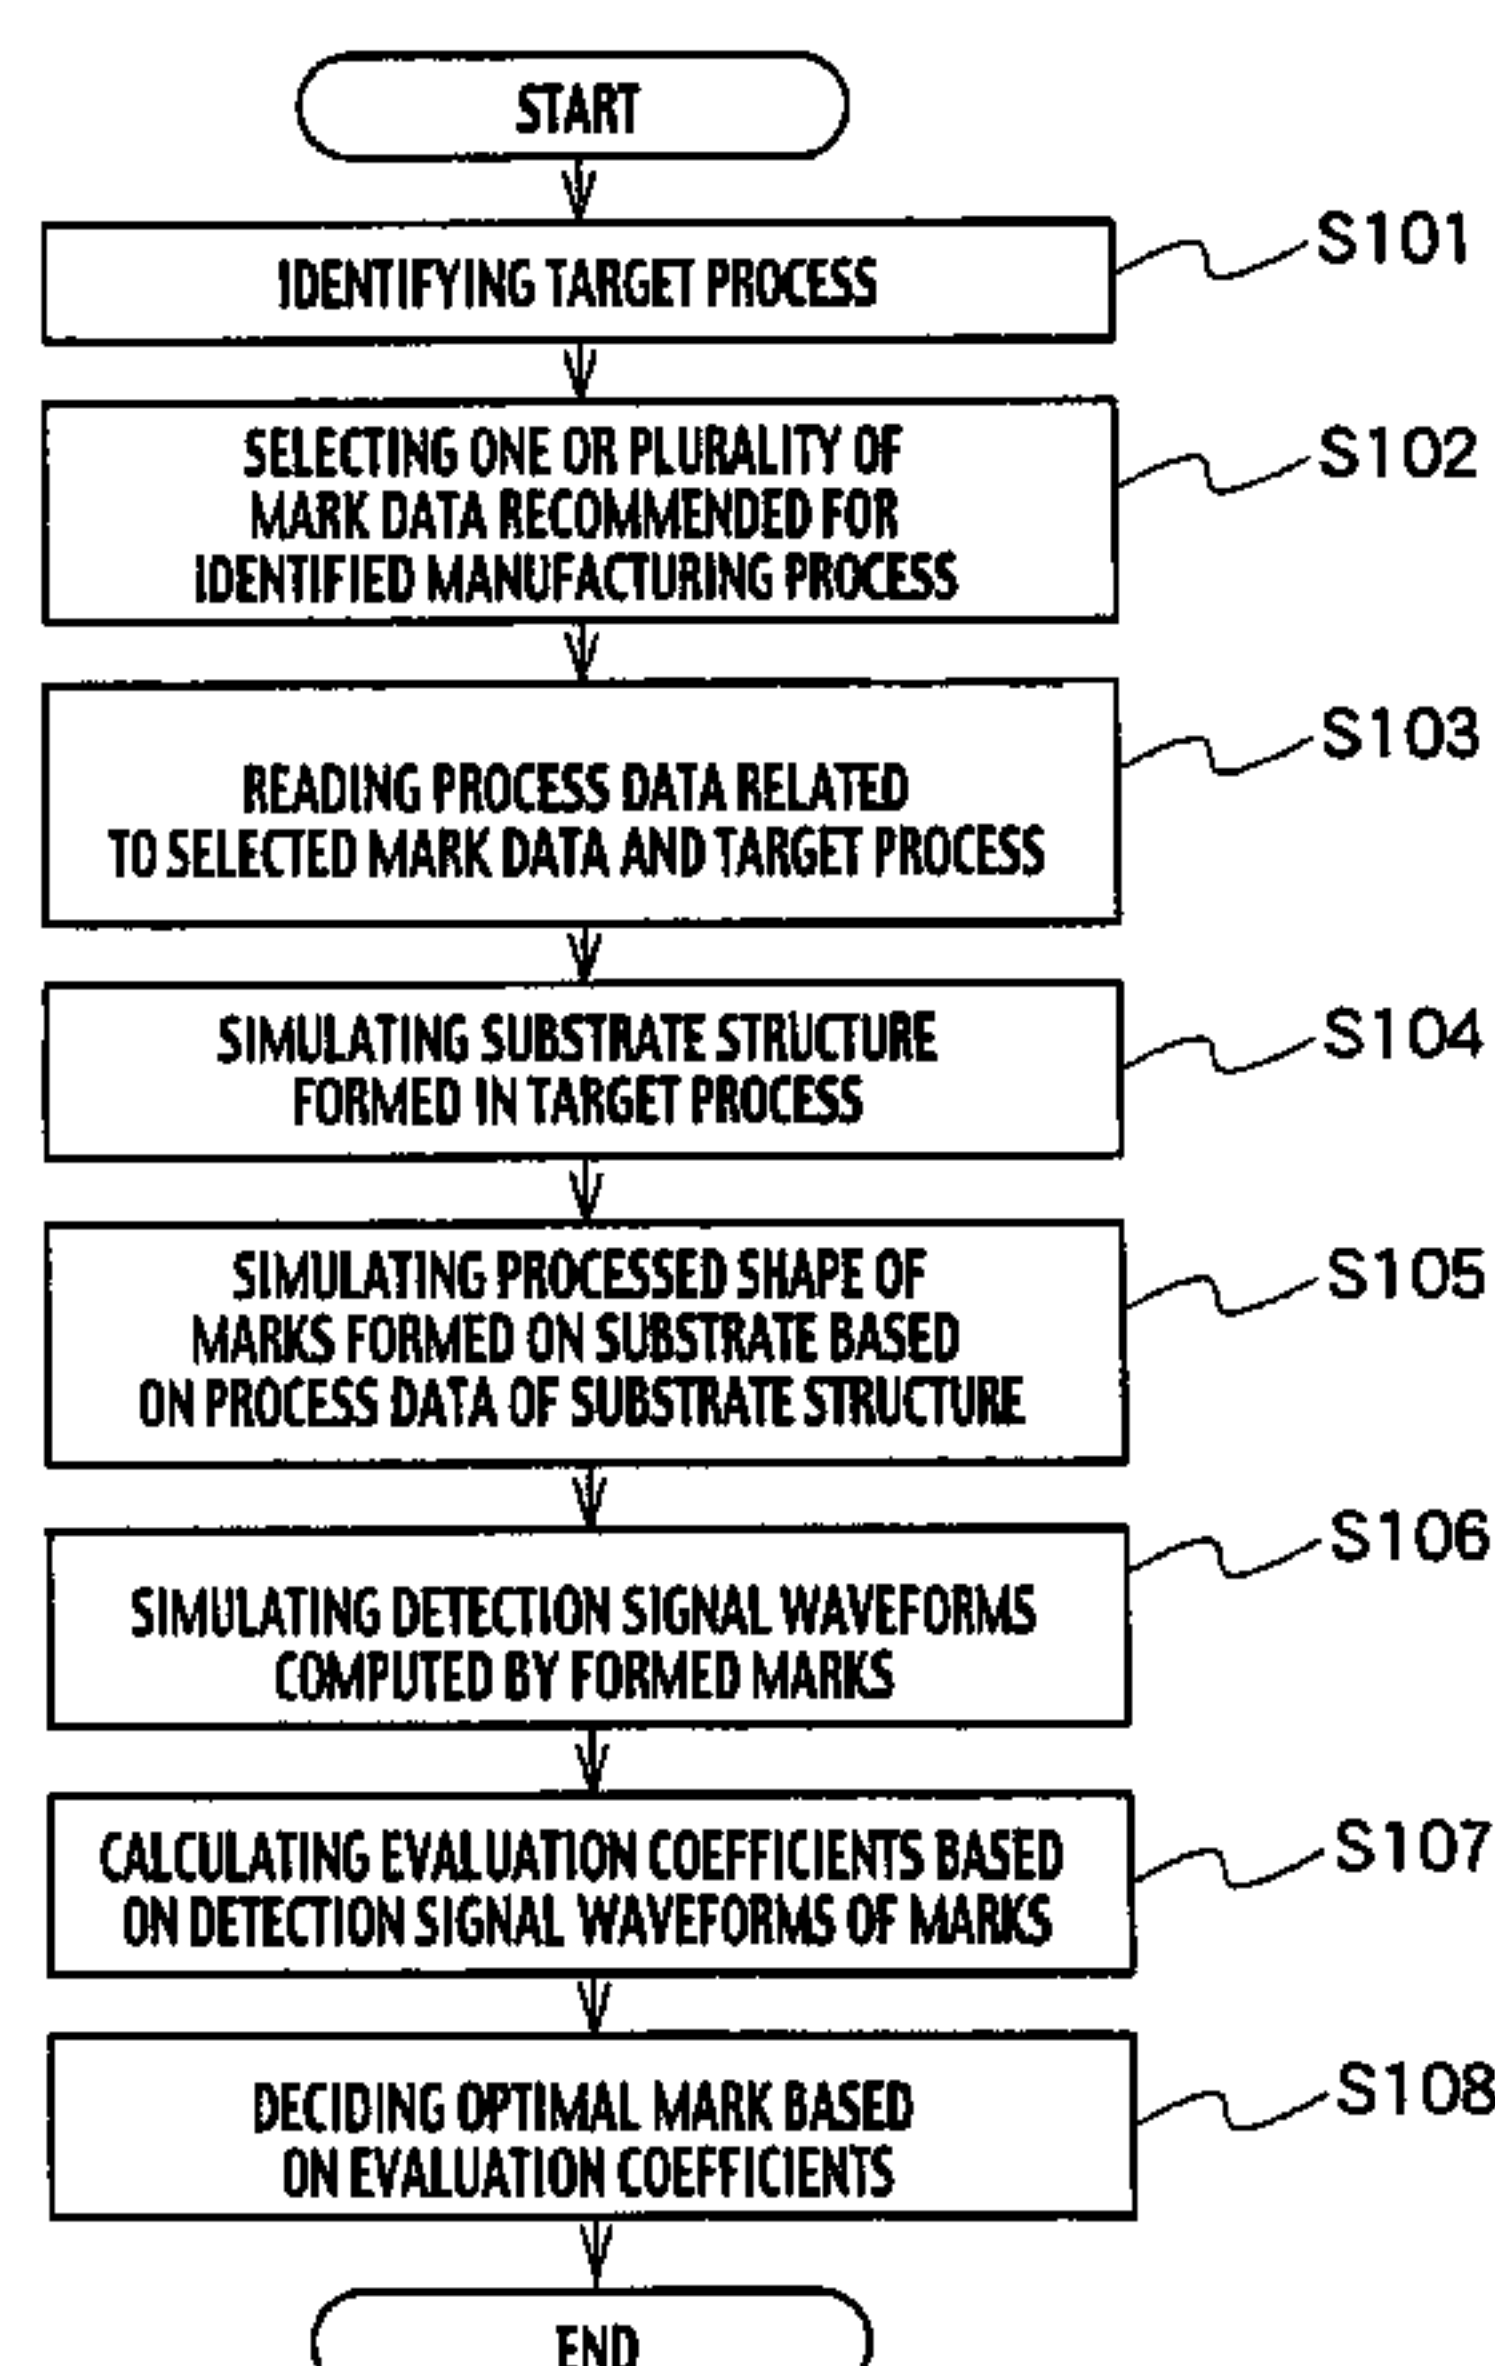 START
IDENTIFYING TARGET PROCESS
S101
SELECTING ONE OR PLURALITY OF
MARK DATA RECOMMENDED FOR
IDENTIFIED MANUFACTURING PROCESS
S102
READING PROCESS DATA RELATED
TO SELECTED MARK DATA AND TARGET PROCESS
S103
SIMULATING SUBSTRATE STRUCTURE
FORMED IN TARGET PROCESS
S104
SIMULATING PROCESSED SHAPE OF
MARKS FORMED ON SUBSTRATE BASED
ON PROCESS DATA OF SUBSTRATE STRUCTURE
S105
SIMULATING DETECTION SIGNAL WAVEFORMS
COMPUTED BY FORMED MARKS
S106
CALCULATING EVALUATION COEFFICIENTS BASED
ON DETECTION SIGNAL WAVEFORMS OF MARKS
S107
DECIDING OPTIMAL MARK BASED
ON EVALUATION COEFFICIENTS
S108
END